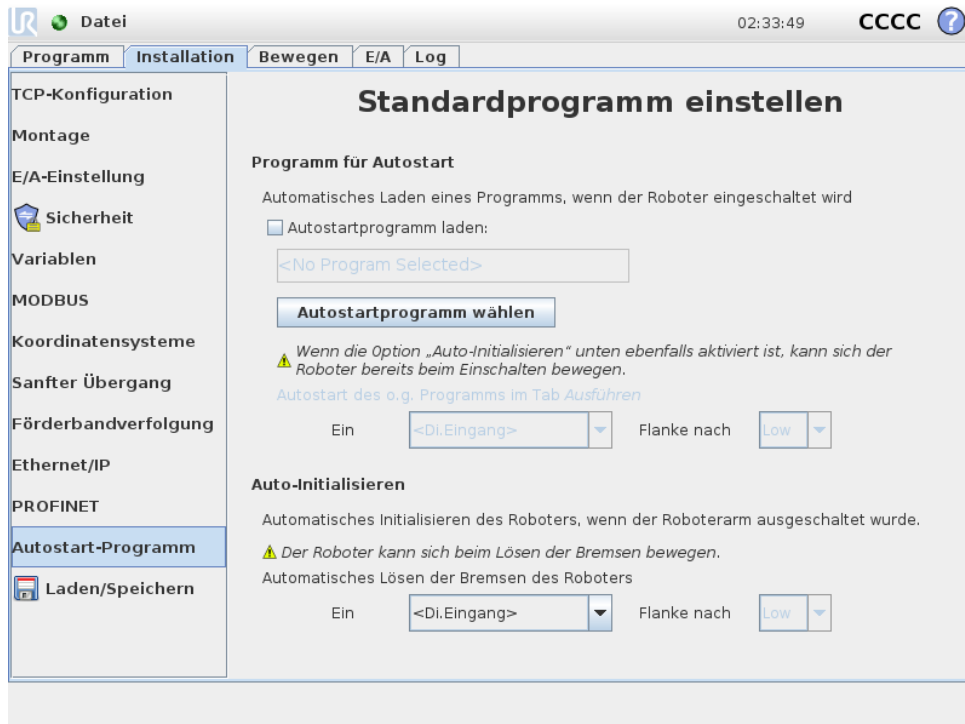 UR Datei 02:33:49 CCCC ?
Programm Installation Bewegen E/A Log
TCP-Konfiguration
Montage
E/A-Einstellung
Sicherheit
Variablen
MODBUS
Koordinatensysteme
Sanfter Übergang
Förderbandverfolgung
Ethernet/IP
PROFINET
Autostart-Programm
Laden/Speichern
Standardprogramm einstellen
Programm für Autostart
Automatisches Laden eines Programms, wenn der Roboter eingeschaltet wird
Autostartprogramm laden:
<No Program Selected>
Autostartprogramm wählen
Wenn die Option „Auto-Initialisieren“ unten ebenfalls aktiviert ist, kann sich der
Roboter bereits beim Einschalten bewegen.
Autostart des o.g. Programms im Tab Ausführen
Ein <Di.Eingang> Flanke nach Low
Auto-Initialisieren
Automatisches Initialisieren des Roboters, wenn der Roboterarm ausgeschaltet wurde.
Der Roboter kann sich beim Lösen der Bremsen bewegen.
Automatisches Lösen der Bremsen des Roboters
Ein <Di.Eingang> Flanke nach Low